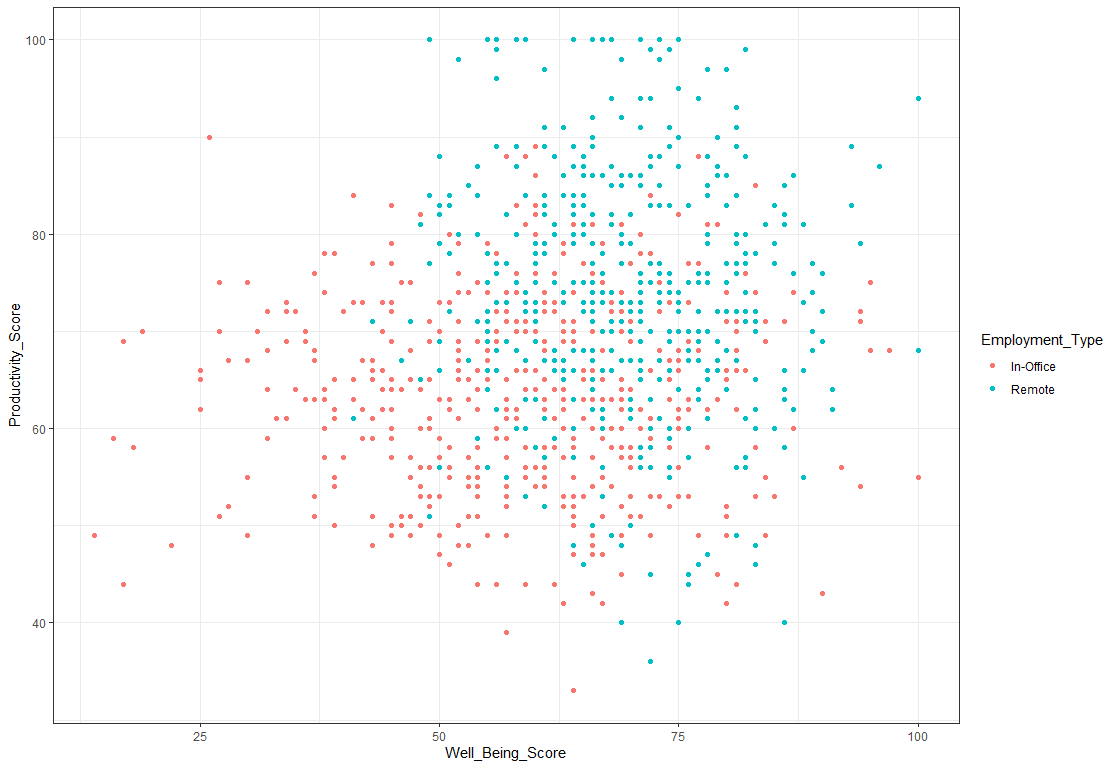 100
80
60
40
Productivity_Score
25
50
75
100
Well_Being_Score
Employment_Type
In-Office
Remote